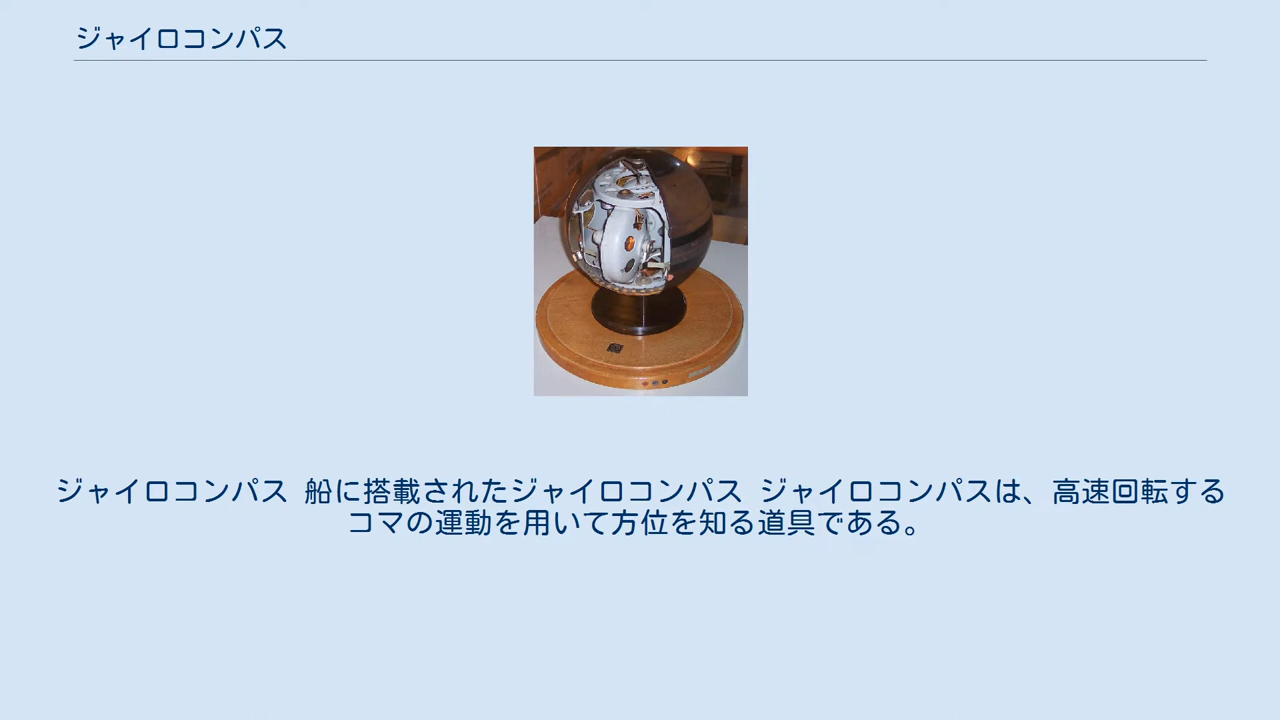 ジャイロコンパス
ジャイロコンパス 船に搭載されたジャイロコンパス ジャイロコンパスは、高速回転する
コマの運動を用いて方位を知る道具である。